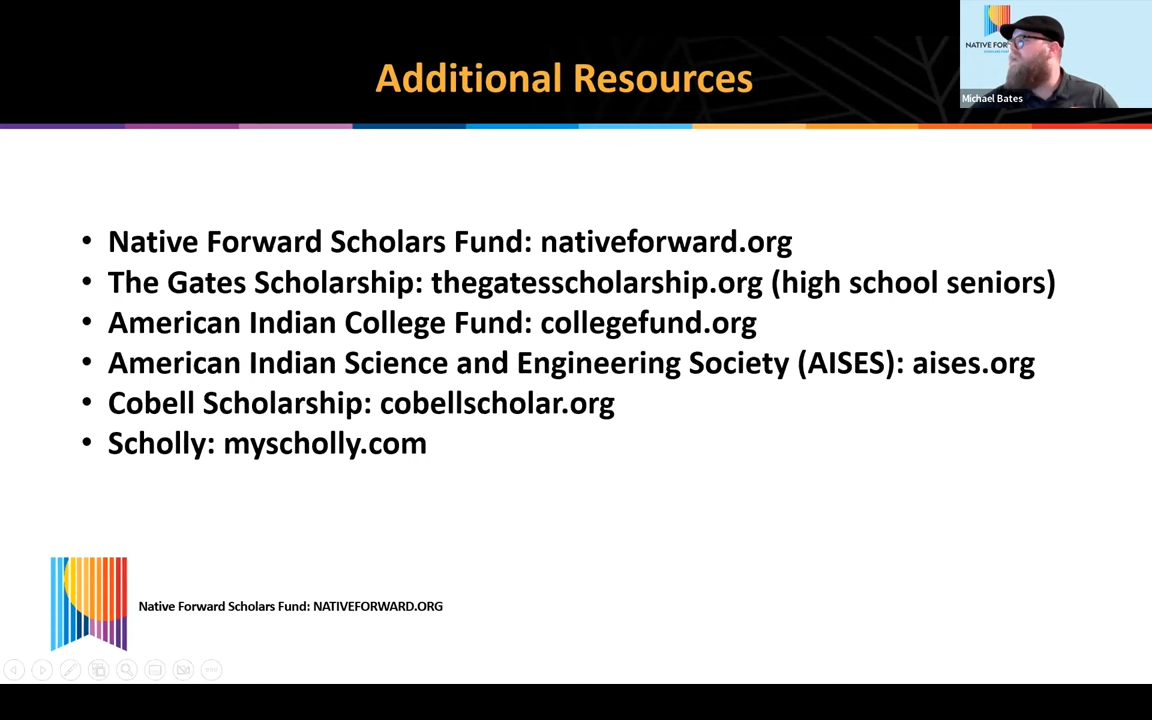 Additional Resources
NATIVE FOR
Michael Bates
• Native Forward Scholars Fund: nativeforward.org
• The Gates Scholarship: thegatesscholarship.org (high school seniors)
• American Indian College Fund: collegefund.org
• American Indian Science and Engineering Society (AISES): aises.org
• Cobell Scholarship: cobellscholar.org
• Scholly: myscholly.com
Native Forward Scholars Fund: NATIVEFORWARD.ORG